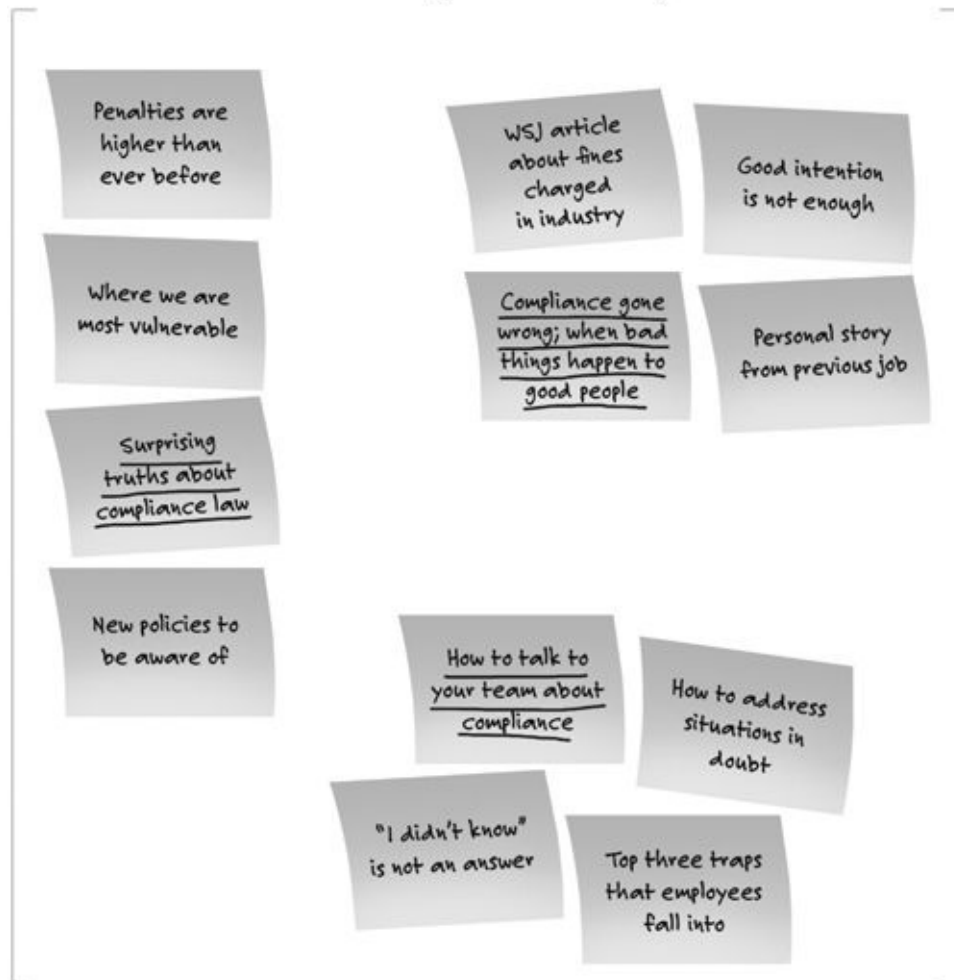 Penalties are
higher than
ever before
Where we are
most vulnerable
Surprising
truths about
compliance law
New policies to
be aware of
WSJ article
about fines
charged
in industry
Good intention
is not enough
Compliance gone
wrong; when bad
things happen to
good people
Personal story
from previous job
How to talk to
your team about
compliance
How to address
situations in
doubt
"I didn't know"
is not an answer
Top three traps
that employees
fall into